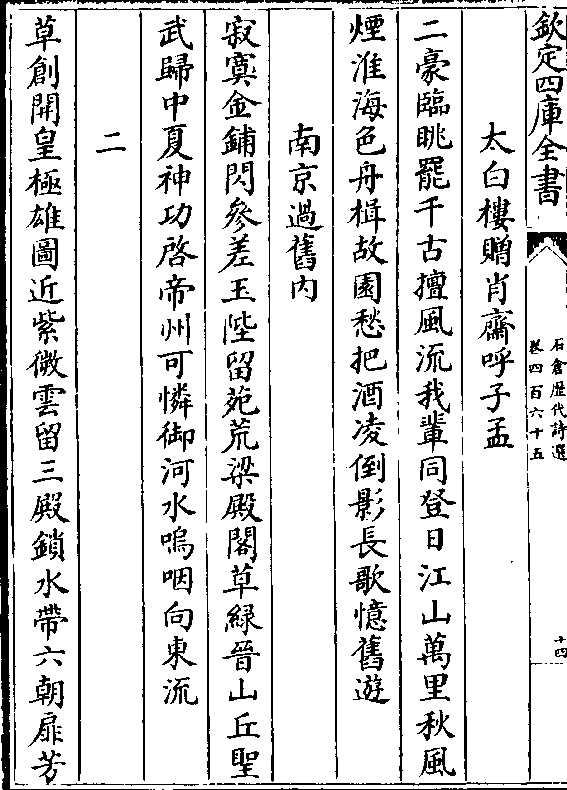 欽定四庫全書
石倉歴代詩選
卷四百六十五
十四
太白樓贈肖齋呼子孟
二豪臨眺罷千古擅風流我輩同登日江山萬里秋風
煙淮海色舟楫故園愁把酒凌倒影長歌憶舊遊
南京過舊内
寂寞金鋪閃參差玉陛留苑荒梁殿閣草綠晉山丘聖
武歸中夏神功啓帝州可憐御河水嗚咽向東流
二
草創開皇極雄圖近紫微雲留三殿鎖水帶六朝扉芳